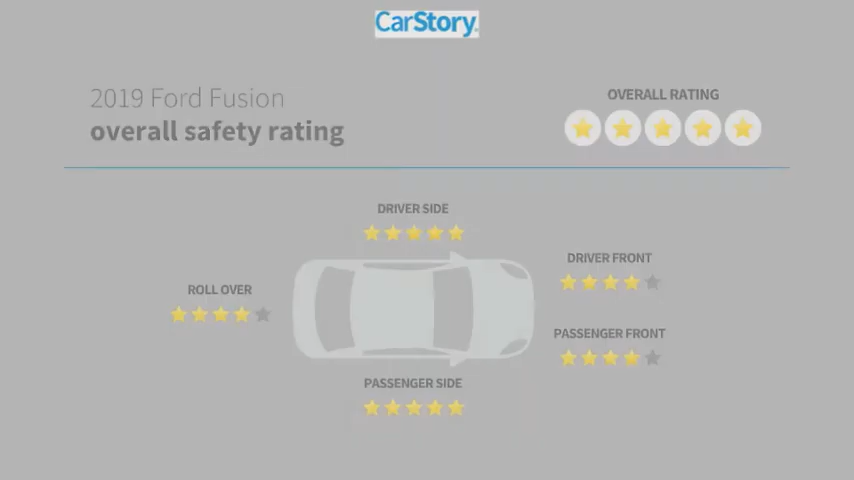 CarStory
2019 Ford Fusion
overall safety rating
OVERALL RATING
DRIVER SIDE
DRIVER FRONT
ROLL OVER
PASSENGER FRONT
PASSENGER SIDE